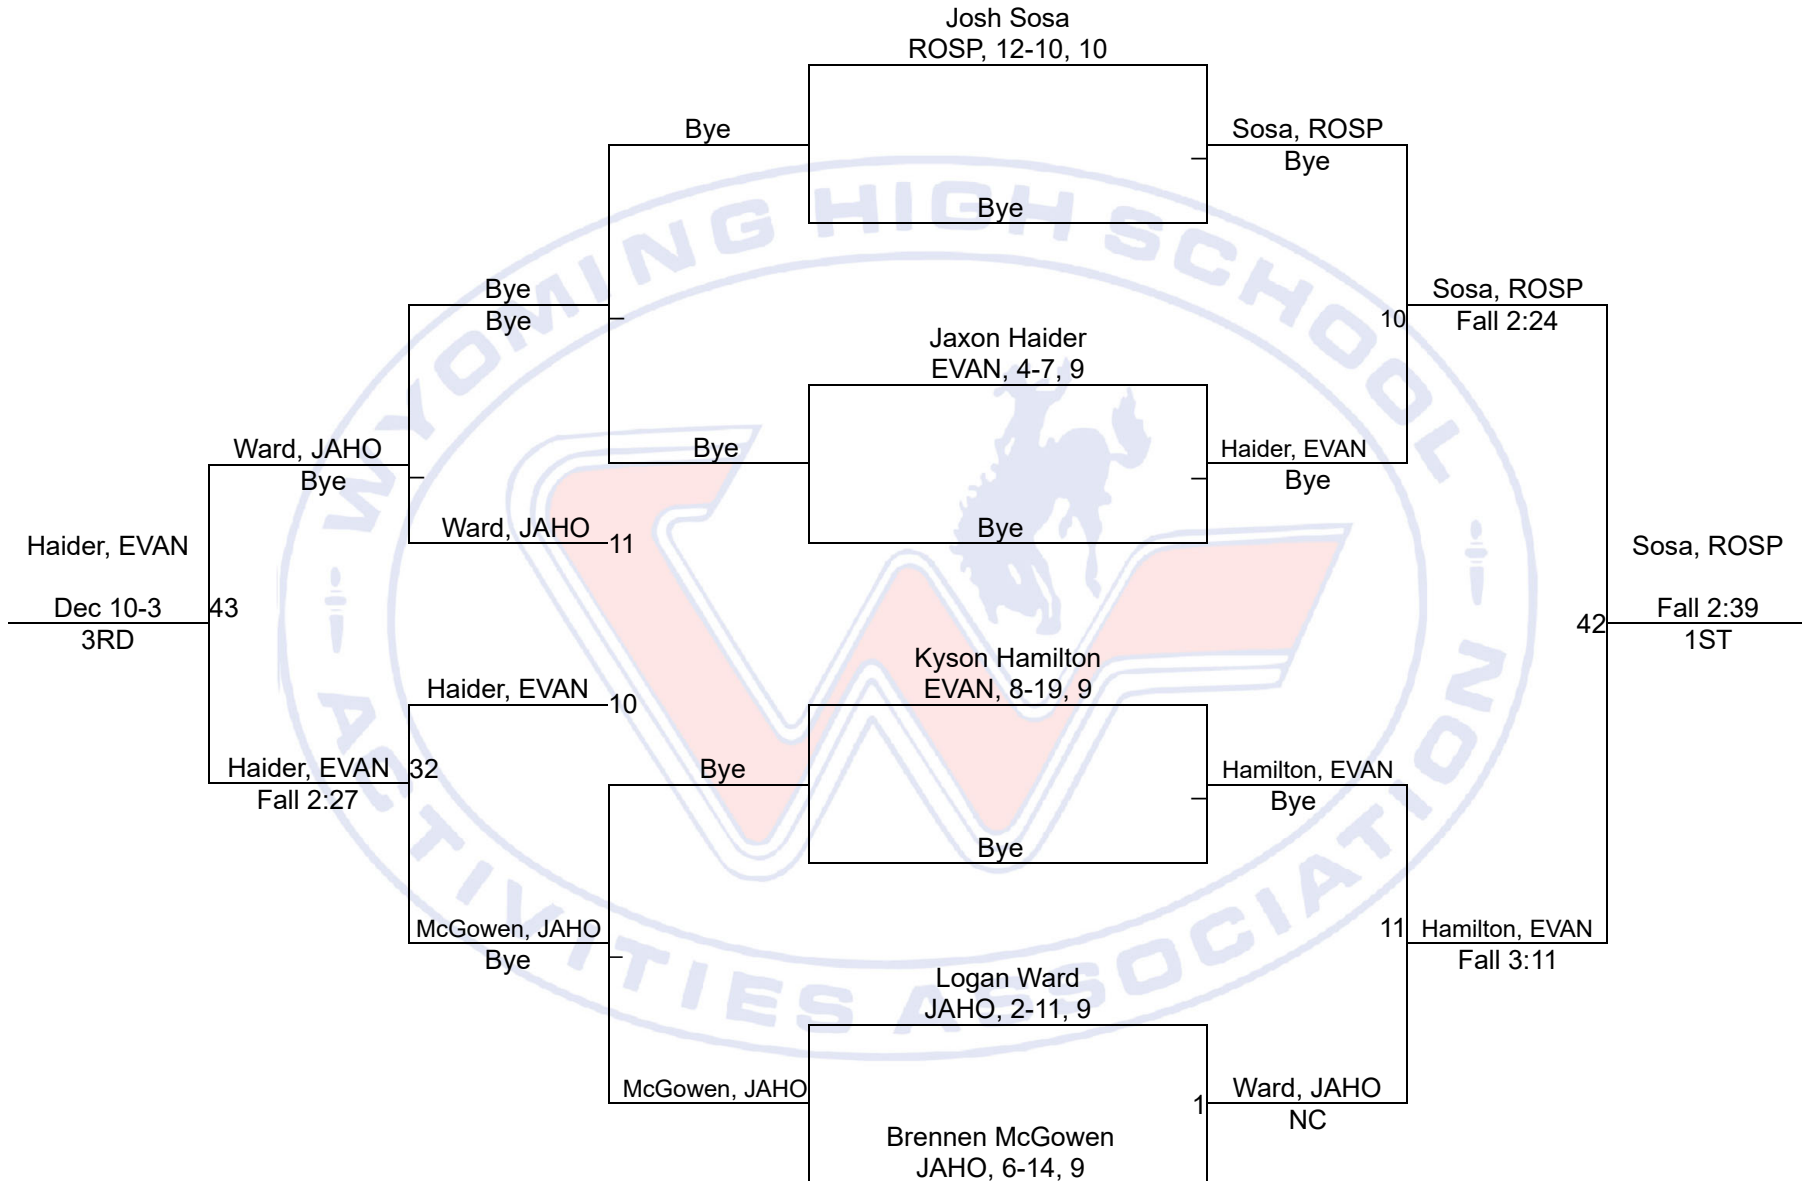 Josh Sosa
ROSP, 12-10, 10
Bye
Sosa, ROSP
Bye
Bye
Bye
Bye
Sosa, ROSP
10
Fall 2:24
Jaxon Haider
EVAN, 4-7, 9
Ward, JAHO
Bye
Bye
Haider, EVAN
Bye
Ward, JAHO
11
Bye
Haider, EVAN
Sosa, ROSP
Dec 10-3
43
3RD
42
Fall 2:39
1ST
Kyson Hamilton
EVAN, 8-19, 9
Haider, EVAN
10
Haider, EVAN
32
Fall 2:27
Bye
Hamilton, EVAN
Bye
Bye
McGowen, JAHO
Bye
11
Hamilton, EVAN
Fall 3:11
Logan Ward
JAHO, 2-11, 9
McGowen, JAHO
1
Ward, JAHO
NC
Brennen McGowen
JAHO, 6-14, 9
WYOMING HIGH SCHOOL
ACTIVITIES ASSOCIATION